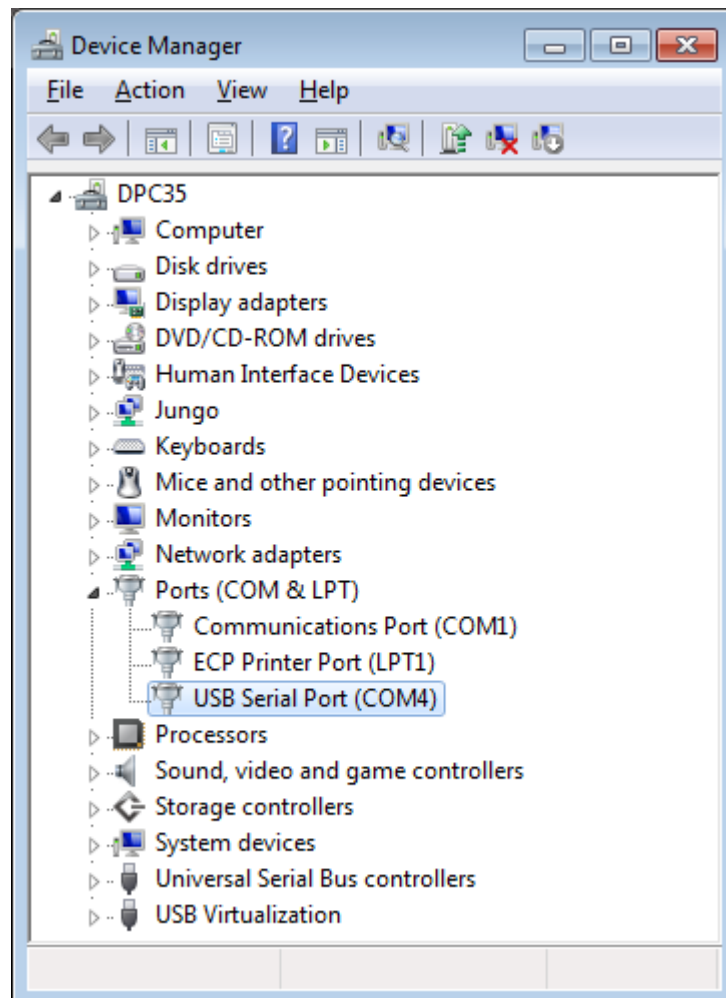 Device Manager
File Action View Help
DPC35
Computer
Disk drives
Display adapters
DVD/CD-ROM drives
Human Interface Devices
Jungo
Keyboards
Mice and other pointing devices
Monitors
Network adapters
Ports (COM & LPT)
Communications Port (COM1)
ECP Printer Port (LPT1)
USB Serial Port (COM4)
Processors
Sound, video and game controllers
Storage controllers
System devices
Universal Serial Bus controllers
USB Virtualization